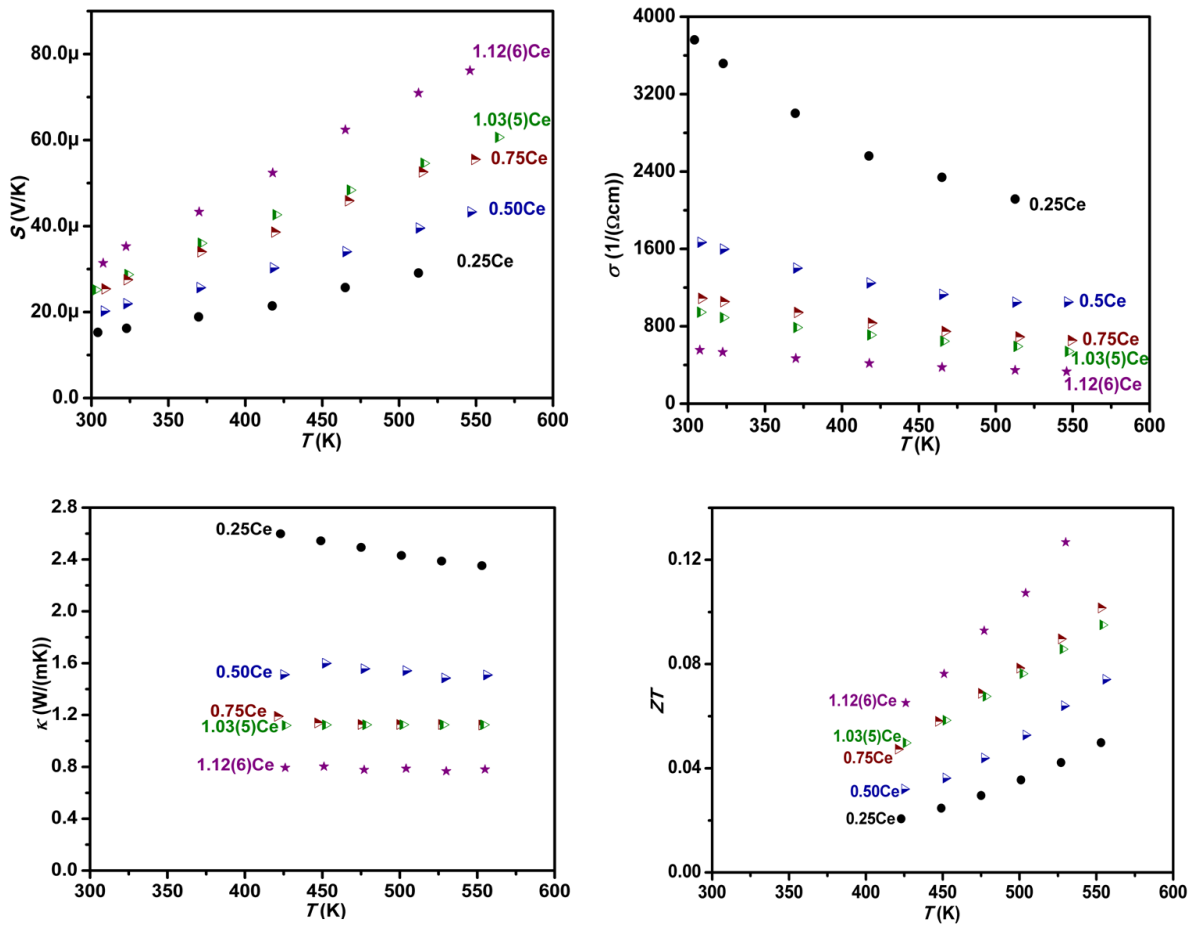 80.0µ
60.0µ
40.0µ
20.0µ
0.0
S (V/K)
1.12(6)Ce
1.03(5)Ce
0.75Ce
0.50Ce
0.25Ce
300 350 400 450 500 550 600
T (K)
4000
3200
2400
1600
800
0
σ (1/(Ωcm))
0.25Ce
0.5Ce
0.75Ce
1.03(5)Ce
1.12(6)Ce
300 350 400 450 500 550 600
T (K)
2.8
2.4
2.0
1.6
1.2
0.8
0.4
0.0
κ (W/(mK)
0.25Ce
0.50Ce
0.75Ce
1.03(5)Ce
1.12(6)Ce
300 350 400 450 500 550 600
T (K)
0.12
0.08
0.04
0.00
ZT
1.12(6)Ce
1.03(5)Ce
0.75Ce
0.50Ce
0.25Ce
300 350 400 450 500 550 600
T (K)